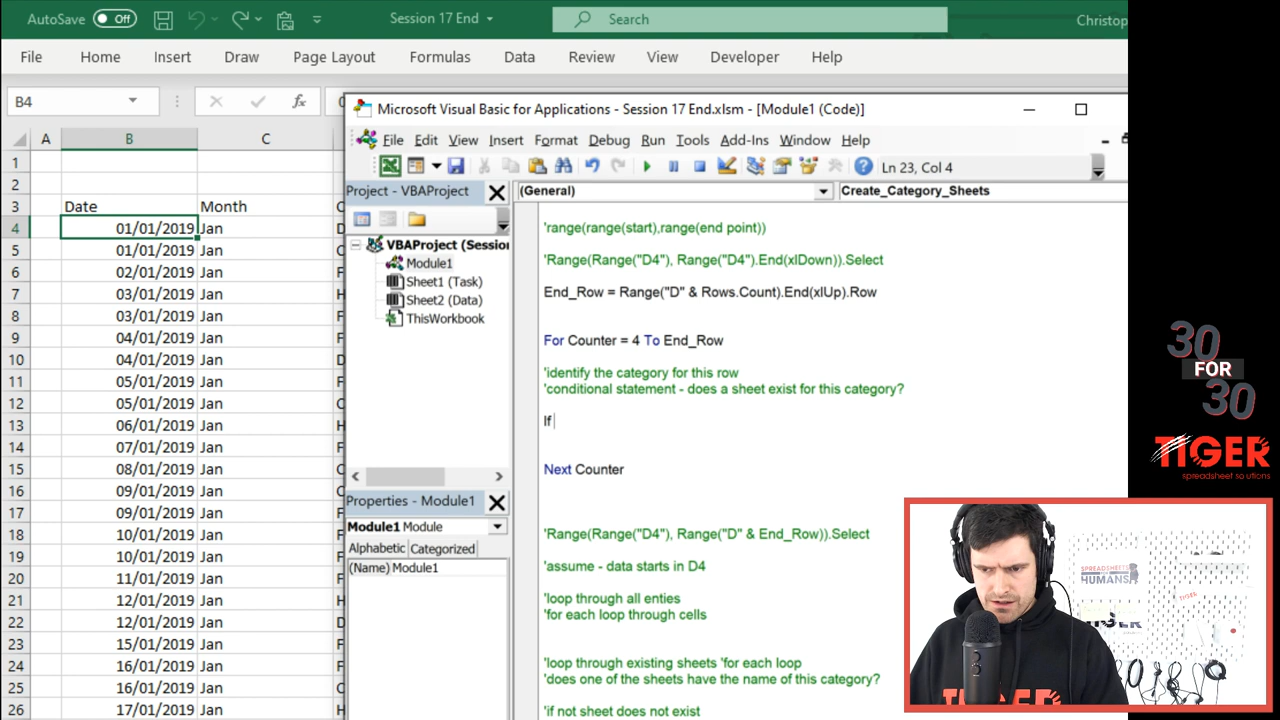 AutoSave Off Session 17 End Search Christop
File Home Insert Draw Page Layout Formulas Data Review View Developer Help
B4 fx
A B C
1
2
3 Date Month
4 01/01/2019 Jan
5 01/01/2019 Jan
6 02/01/2019 Jan
7 03/01/2019 Jan
8 03/01/2019 Jan
9 04/01/2019 Jan
10 04/01/2019 Jan
11 05/01/2019 Jan
12 05/01/2019 Jan
13 06/01/2019 Jan
14 07/01/2019 Jan
15 08/01/2019 Jan
16 09/01/2019 Jan
17 09/01/2019 Jan
18 10/01/2019 Jan
19 10/01/2019 Jan
20 11/01/2019 Jan
21 12/01/2019 Jan
22 12/01/2019 Jan
23 15/01/2019 Jan
24 16/01/2019 Jan
25 16/01/2019 Jan
26 17/01/2019 Jan
Microsoft Visual Basic for Applications - Session 17 End.xlsm - [Module1 (Code)]
File Edit View Insert Format Debug Run Tools Add-Ins Window Help
Ln 23, Col 4
Project - VBAProject
VBAProject (Sessior
Module1
Sheet1 (Task)
Sheet2 (Data)
ThisWorkbook
Properties - Module1
Module1 Module
Alphabetic Categorized
(Name) Module1
(General) Create_Category_Sheets
'range(range(start),range(end point))
'Range(Range("D4"), Range("D4").End(xlDown)).Select
End_Row = Range("D" & Rows.Count).End(xlUp).Row
For Counter = 4 To End_Row
'identify the category for this row
'conditional statement - does a sheet exist for this category?
If
Next Counter
'Range(Range("D4"), Range("D" & End_Row)).Select
'assume - data starts in D4
'loop through all enties
'for each loop through cells
'loop through existing sheets 'for each loop
'does one of the sheets have the name of this category?
'if not sheet does not exist
30
FOR
30
TIGER
spreadsheet solutions
SPREADSHEETS
HUMANS
TIGER